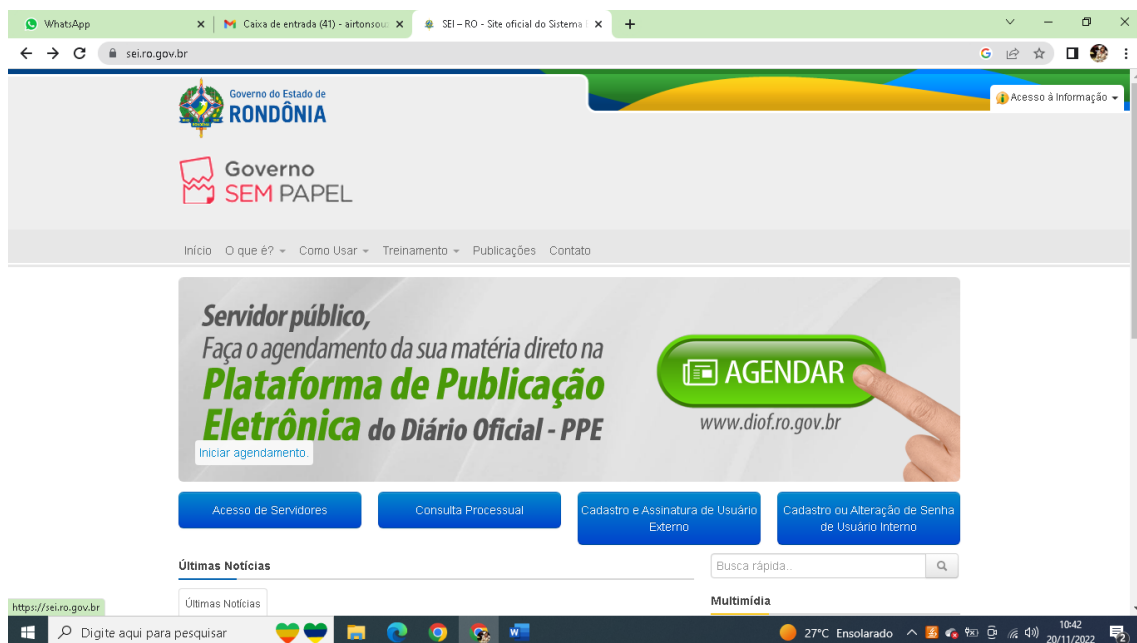 WhatsApp
Caixa de entrada (41) - airtonsou
SEI – RO - Site oficial do Sistema
sei.ro.gov.br
Governo do Estado de
RONDÔNIA
Acesso à Informação
Governo
SEM PAPEL
Início O que é? Como Usar Treinamento Publicações Contato
Servidor público,
Faça o agendamento da sua matéria direto na
Plataforma de Publicação
Eletrônica do Diário Oficial - PPE
AGENDAR
www.diof.ro.gov.br
Iniciar agendamento.
Acesso de Servidores
Consulta Processual
Cadastro e Assinatura de Usuário
Externo
Cadastro ou Alteração de Senha
de Usuário Interno
Últimas Notícias
Busca rápida..
Últimas Notícias
Multimídia
https://sei.ro.gov.br
Digite aqui para pesquisar
27°C Ensolarado
10:42
20/11/2022